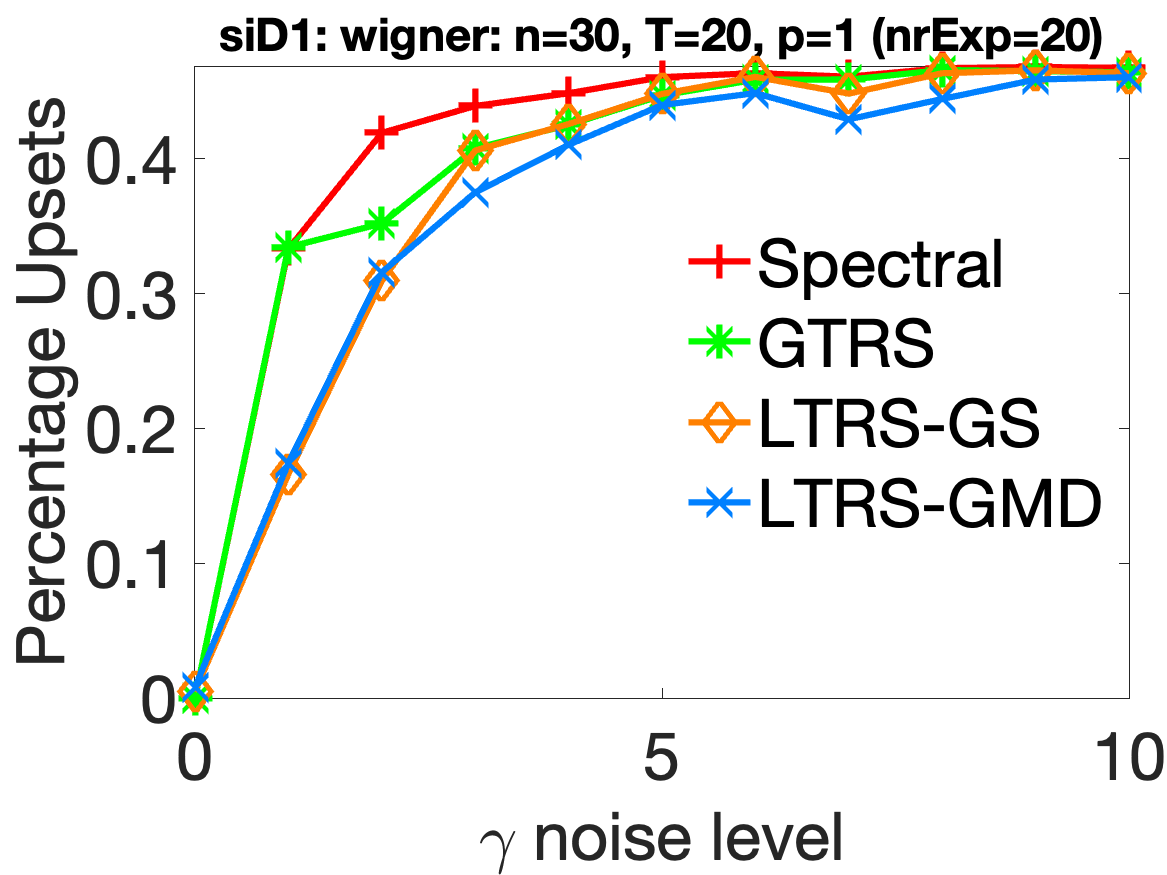 siD1: wigner: n=30, T=20, p=1 (nrExp=20)
Percentage Upsets
0.4
0.3
0.2
0.1
0
Spectral
GTRS
LTRS-GS
LTRS-GMD
0 5 10
γ noise level